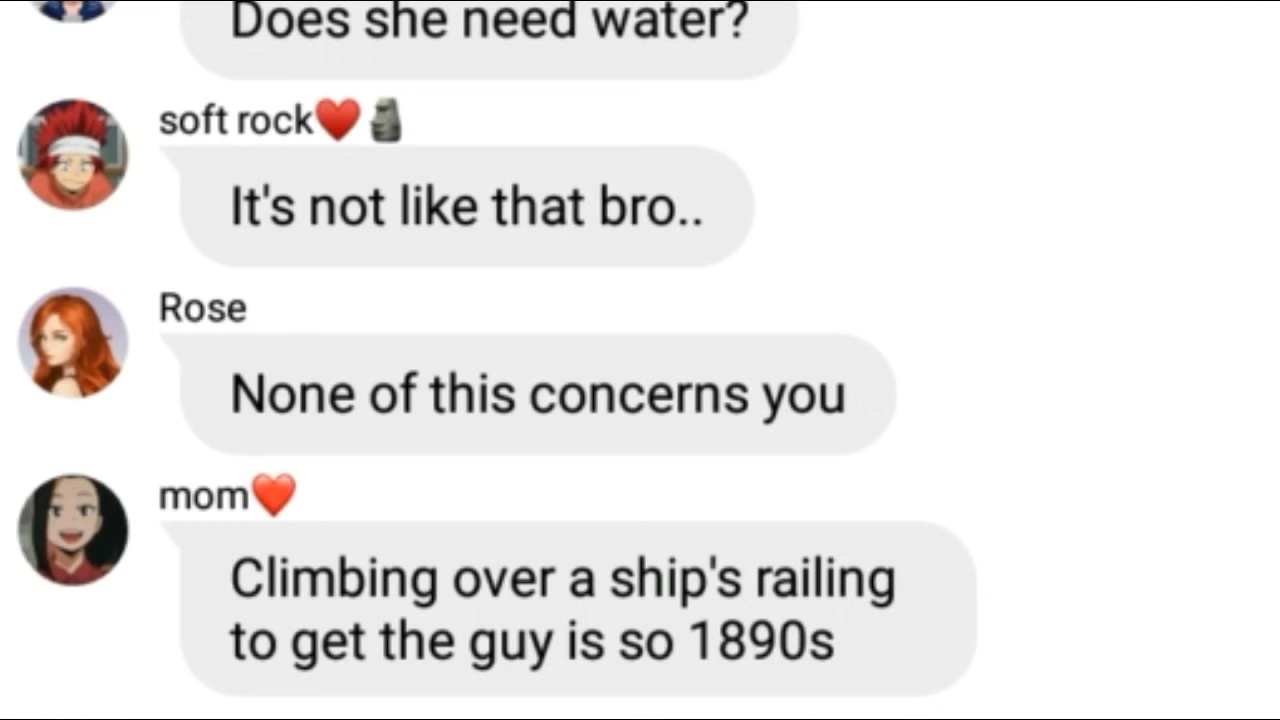 Does she need water?
soft rock❤️🗿
It's not like that bro..
Rose
None of this concerns you
mom❤️
Climbing over a ship's railing
to get the guy is so 1890s